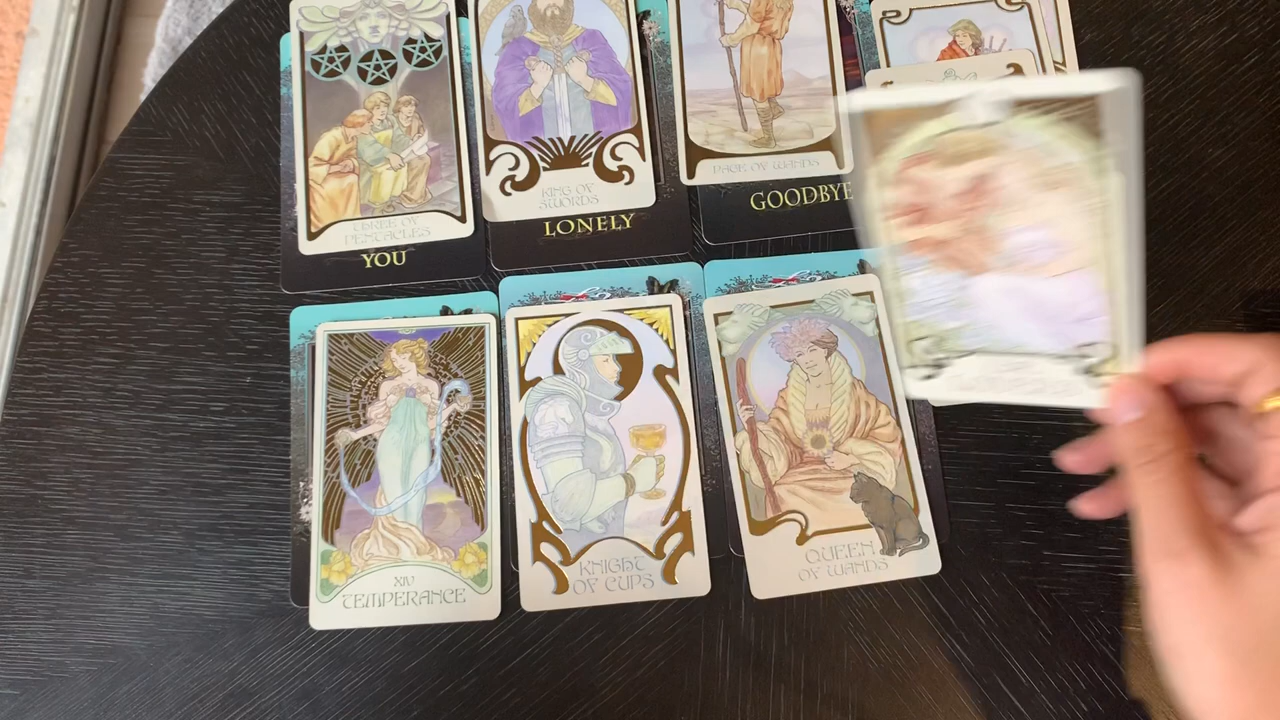 THREE OF
PENTACLES
YOU
KING OF
SWORDS
LONELY
PAGE OF WANDS
GOODBYE
XIV
TEMPERANCE
KNIGHT
OF CUPS
QUEEN
OF WANDS